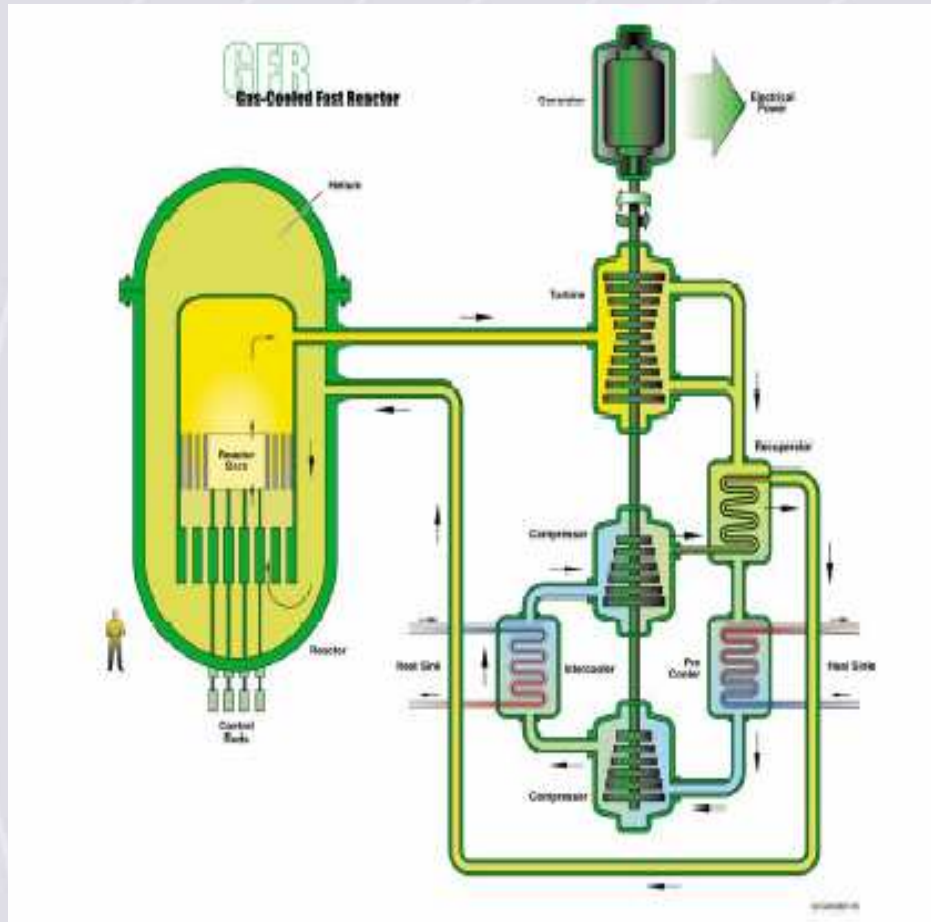 GFR
Gas-Cooled Fast Reactor
Generator
Electrical
Power
Helium
Turbine
Recuperator
Reactor
Core
Compressor
Reactor
Heat Sink
Intercooler
Pre
Cooler
Heat Sink
Control
Rods
Compressor